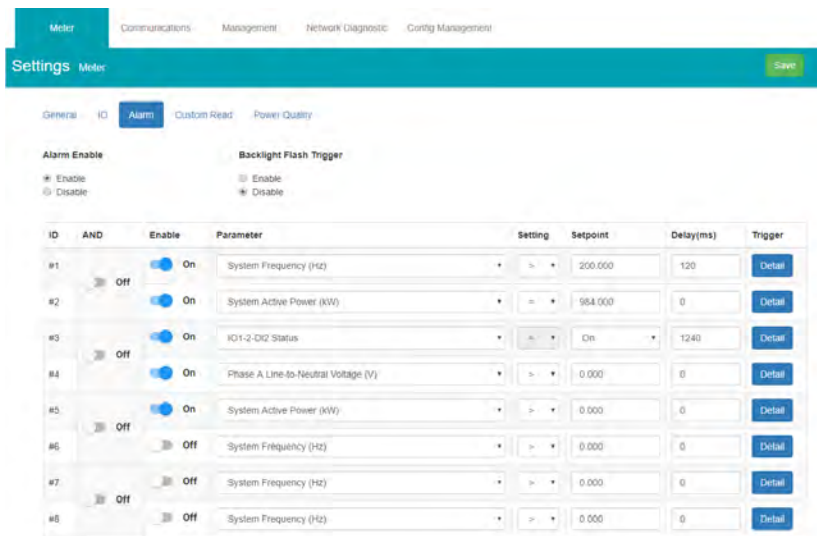 Meter Communications Management Network Diagnostic Config Management
Settings Meter Save
General IO Alarm Custom Read Power Quality
Alarm Enable Backlight Flash Trigger
Enable Enable
Disable Disable
ID AND Enable Parameter Setting Setpoint Delay(ms) Trigger
#1 On System Frequency (Hz) > 200.000 120 Detail
Off
#2 On System Active Power (kW) = 984.000 0 Detail
#3 On IO1-2-DI2 Status = On 1240 Detail
Off
#4 On Phase A Line-to-Neutral Voltage (V) > 0.000 0 Detail
#5 On System Active Power (kW) > 0.000 0 Detail
Off
#6 Off System Frequency (Hz) > 0.000 0 Detail
#7 Off System Frequency (Hz) > 0.000 0 Detail
Off
#8 Off System Frequency (Hz) > 0.000 0 Detail